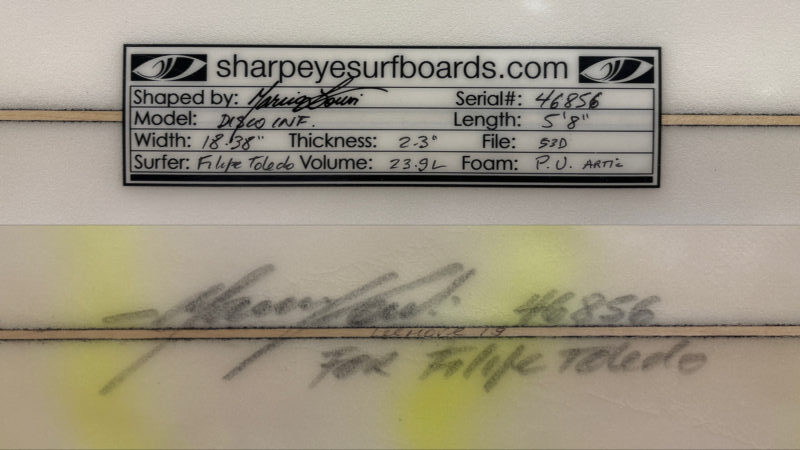 sharpeyesurfboards.com
Shaped by: Serial#: 46856
Model: DISCO INF. Length: 5'8"
Width: 18.38" Thickness: 2.3" File: S3D
Surfer: Filipe Toledo Volume: 23.9L Foam: P.U. ARTIC
46856
FOR Filipe Toledo